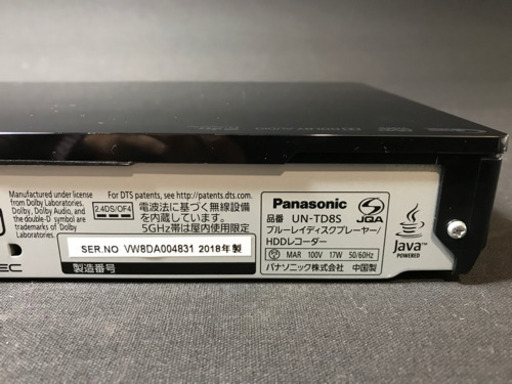 Manufactured under license
from Dolby Laboratories.
Dolby, Dolby Audio, and
the double-D symbol are
trademarks of Dolby
Laboratories.
For DTS patents, see http://patents.dts.com.
2.4DS/OF4
電波法に基づく無線設備
を内蔵しています。
5GHz帯は屋内使用限定
SER.NO VW8DA004831 2018年製
製造番号
Panasonic
品番 UN-TD8S
ブルーレイディスクプレーヤー/
HDDレコーダー
MAR 100V 17W 50/60Hz
パナソニック株式会社 中国製
S
JQA
Java
POWERED
EC